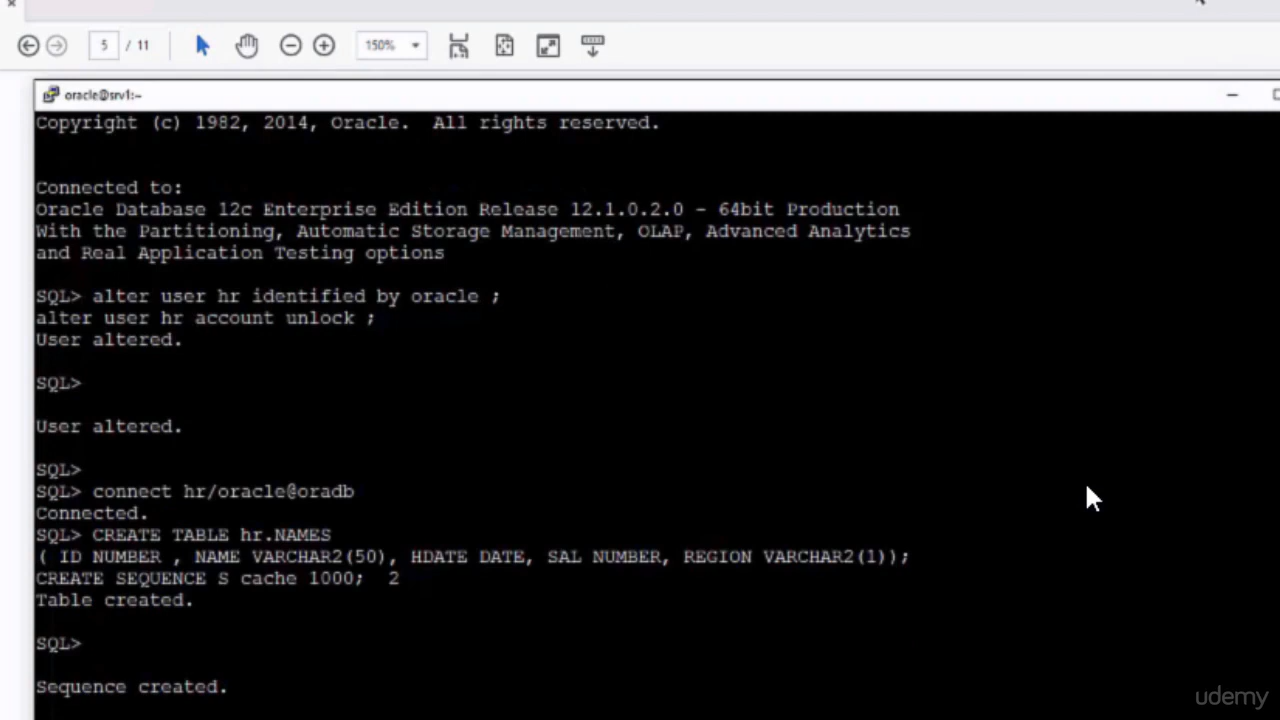 5 / 11 150%
oracle@srv1:~
Copyright (c) 1982, 2014, Oracle.  All rights reserved.
Connected to:
Oracle Database 12c Enterprise Edition Release 12.1.0.2.0 - 64bit Production
With the Partitioning, Automatic Storage Management, OLAP, Advanced Analytics
and Real Application Testing options
SQL> alter user hr identified by oracle ;
alter user hr account unlock ;
User altered.
SQL>
User altered.
SQL>
SQL> connect hr/oracle@oradb
Connected.
SQL> CREATE TABLE hr.NAMES
( ID NUMBER , NAME VARCHAR2(50), HDATE DATE, SAL NUMBER, REGION VARCHAR2(1));
CREATE SEQUENCE S cache 1000;  2
Table created.
SQL>
Sequence created.
udemy